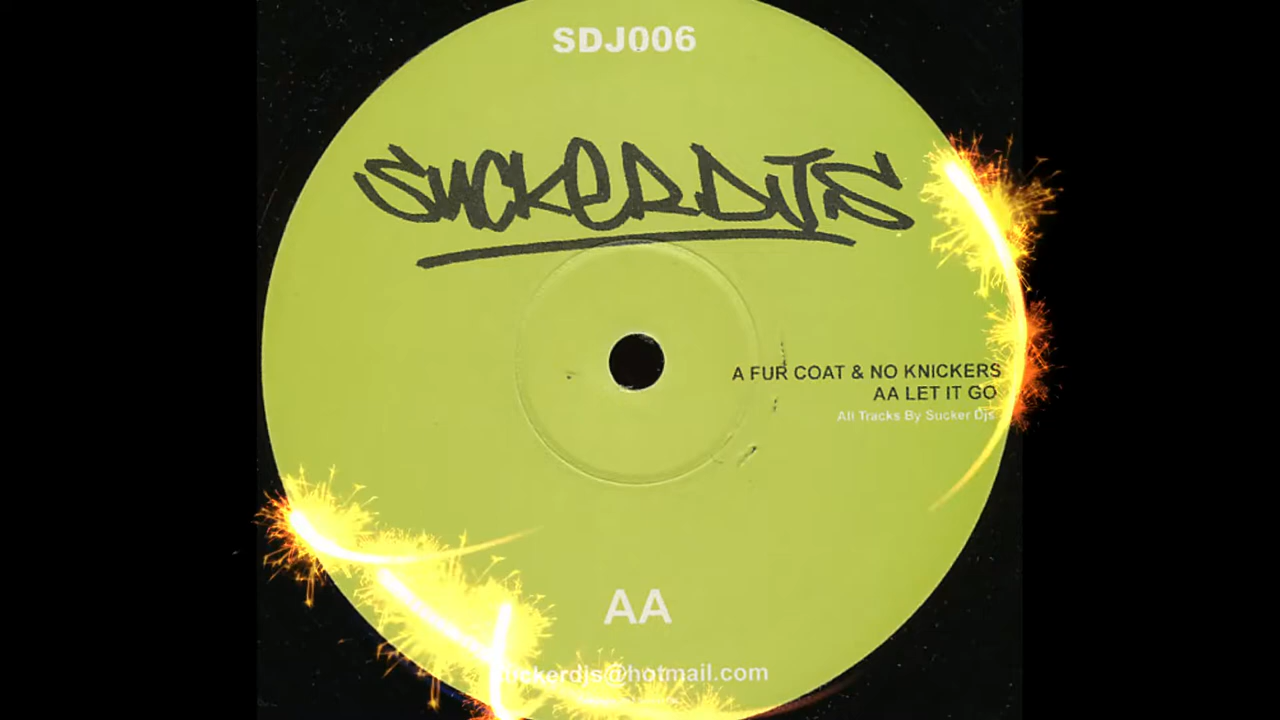 SDJ006
SUCKER DJS
A FUR COAT & NO KNICKERS
AA LET IT GO
All Tracks By Sucker Djs
AA
suckerdjs@hotmail.com